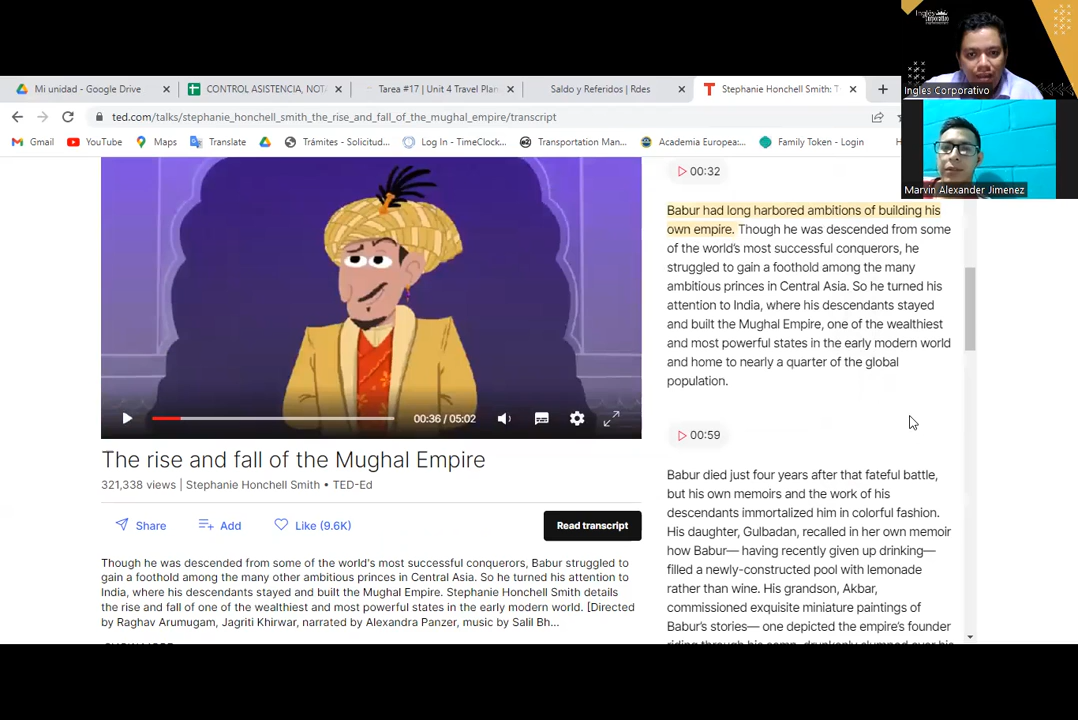 Mi unidad - Google Drive
CONTROL ASISTENCIA, NOT
Tarea #17 | Unit 4 Travel Plan
Saldo y Referidos | Rdes
Stephanie Honchell Smith: T
ted.com/talks/stephanie_honchell_smith_the_rise_and_fall_of_the_mughal_empire/transcript
Gmail
YouTube
Maps
Translate
Trámites - Solicitud...
Log In - TimeClock...
Transportation Man...
Academia Europea:...
Family Token - Login
Inglés
Corporativo
Inglés Corporativo
Marvin Alexander Jimenez
00:36 / 05:02
The rise and fall of the Mughal Empire
321,338 views | Stephanie Honchell Smith • TED-Ed
Share
Add
Like (9.6K)
Read transcript
Though he was descended from some of the world's most successful conquerors, Babur struggled to
gain a foothold among the many other ambitious princes in Central Asia. So he turned his attention to
India, where his descendants stayed and built the Mughal Empire. Stephanie Honchell Smith details
the rise and fall of one of the wealthiest and most powerful states in the early modern world. [Directed
by Raghav Arumugam, Jagriti Khirwar, narrated by Alexandra Panzer, music by Salil Bh...
00:32
Babur had long harbored ambitions of building his
own empire. Though he was descended from some
of the world's most successful conquerors, he
struggled to gain a foothold among the many
ambitious princes in Central Asia. So he turned his
attention to India, where his descendants stayed
and built the Mughal Empire, one of the wealthiest
and most powerful states in the early modern world
and home to nearly a quarter of the global
population.
00:59
Babur died just four years after that fateful battle,
but his own memoirs and the work of his
descendants immortalized him in colorful fashion.
His daughter, Gulbadan, recalled in her own memoir
how Babur— having recently given up drinking—
filled a newly-constructed pool with lemonade
rather than wine. His grandson, Akbar,
commissioned exquisite miniature paintings of
Babur's stories— one depicted the empire's founder
riding through his camp, drunkenly slumped over his